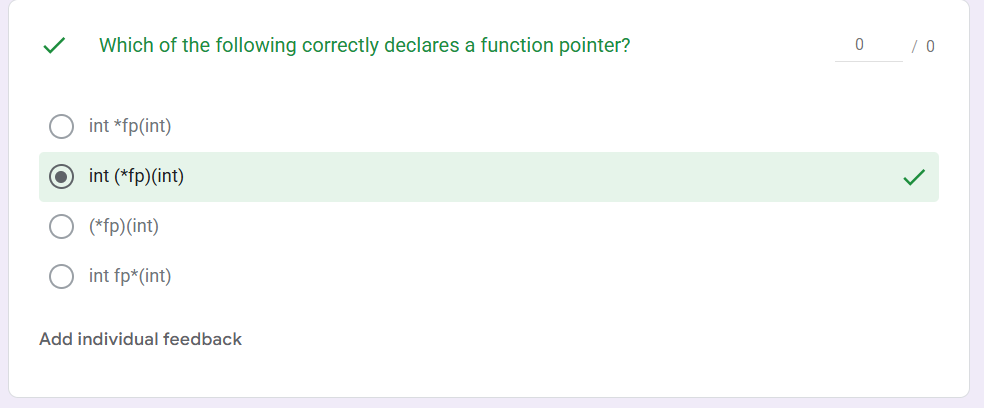 Which of the following correctly declares a function pointer?
0 / 0
int *fp(int)
int (*fp)(int)
(*fp)(int)
int fp*(int)
Add individual feedback